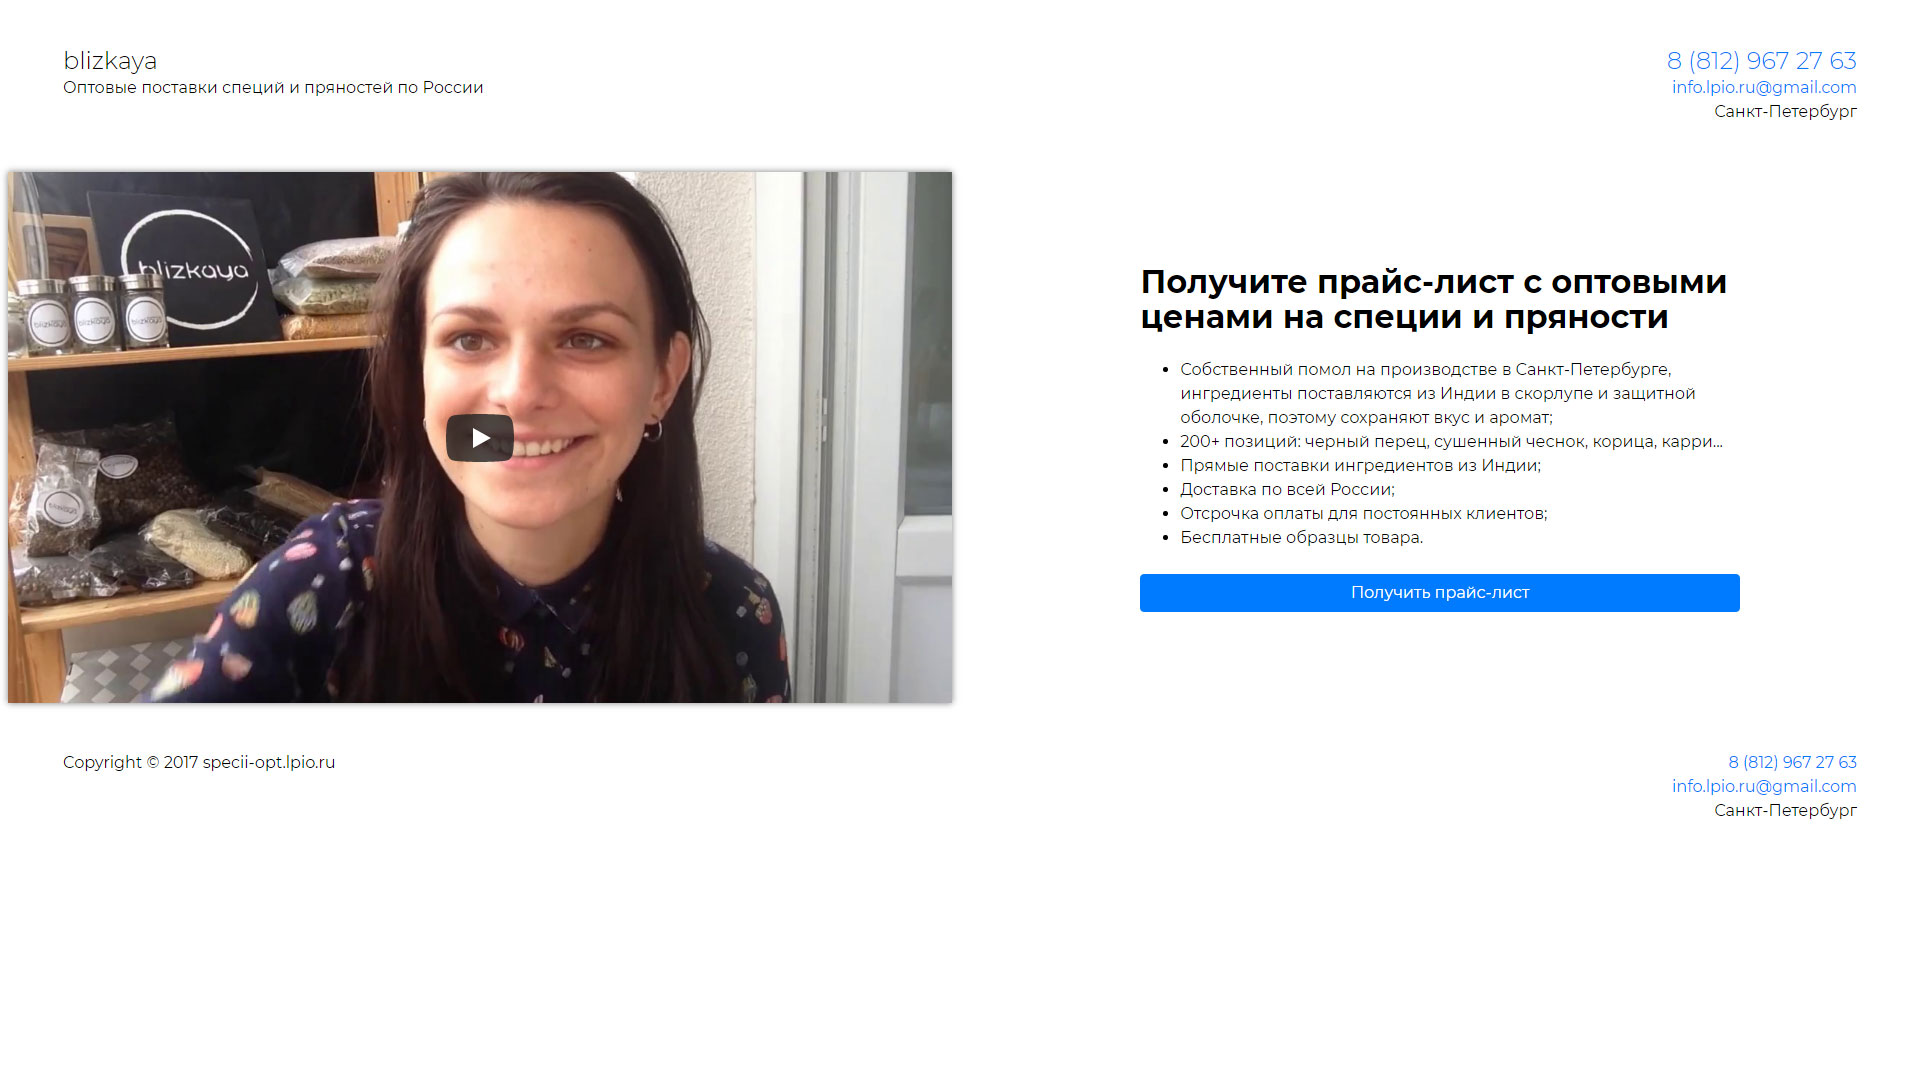 blizkaya
Оптовые поставки специй и пряностей по России
8 (812) 967 27 63
info.lpio.ru@gmail.com
Санкт-Петербург
blizkaya
blizkaya
blizkaya
blizkaya
Получите прайс-лист с оптовыми
ценами на специи и пряности
Собственный помол на производстве в Санкт-Петербурге,
ингредиенты поставляются из Индии в скорлупе и защитной
оболочке, поэтому сохраняют вкус и аромат;
200+ позиций: черный перец, сушенный чеснок, корица, карри...
Прямые поставки ингредиентов из Индии;
Доставка по всей России;
Отсрочка оплаты для постоянных клиентов;
Бесплатные образцы товара.
Получить прайс-лист
Copyright © 2017 specii-opt.lpio.ru
8 (812) 967 27 63
info.lpio.ru@gmail.com
Санкт-Петербург